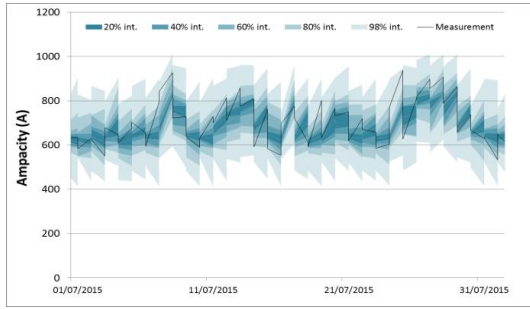 1200
20% int. 40% int. 60% int. 80% int. 98% int. Measurement
1000
800
600
400
200
0
Ampacity (A)
01/07/2015 11/07/2015 21/07/2015 31/07/2015